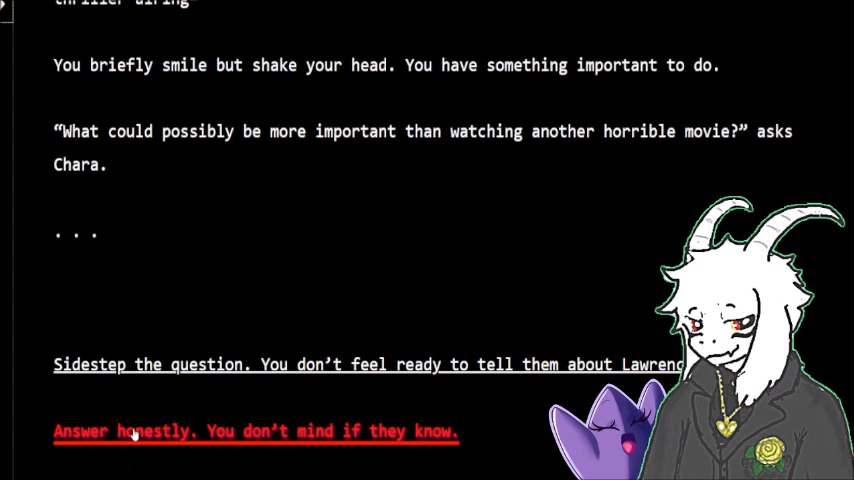 thriller airing-
You briefly smile but shake your head. You have something important to do.
“What could possibly be more important than watching another horrible movie?” asks
Chara.
. . .
Sidestep the question. You don’t feel ready to tell them about
Answer honestly. You don’t mind if they know.